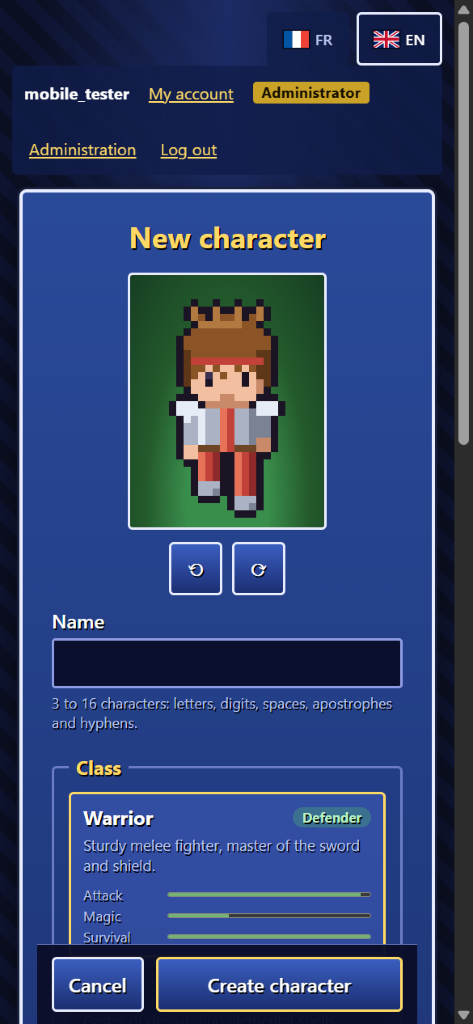 FR EN
mobile_tester My account Administrator
Administration Log out
New character
Name
3 to 16 characters: letters, digits, spaces, apostrophes
and hyphens.
Class
Warrior Defender
Sturdy melee fighter, master of the sword
and shield.
Attack
Magic
Survival
Cancel Create character